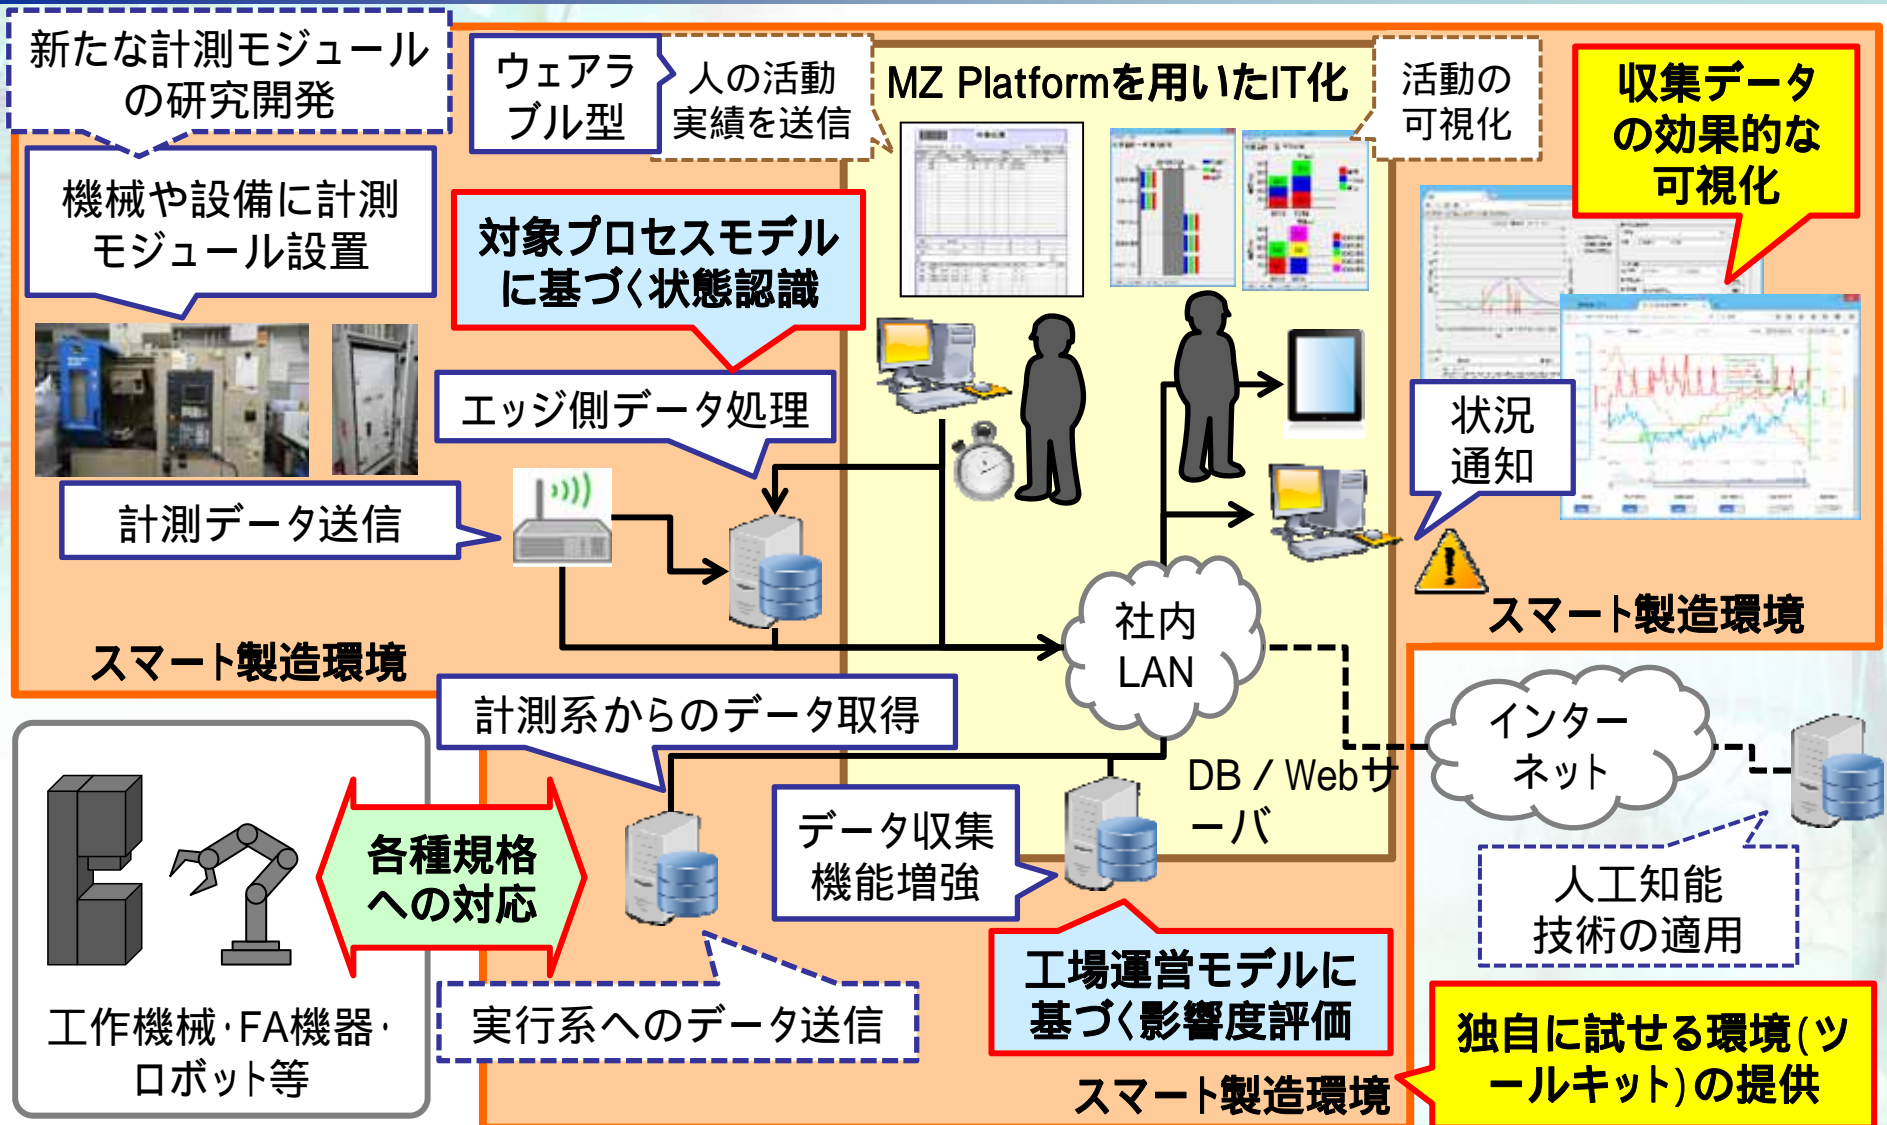 新たな計測モジュール
の研究開発
ウェアラ
ブル型
人の活動
実績を送信
MZ Platformを用いたIT化
活動の
可視化
収集データ
の効果的な
可視化
機械や設備に計測
モジュール設置
対象プロセスモデル
に基づく状態認識
エッジ側データ処理
状況
通知
計測データ送信
スマート製造環境
社内
LAN
スマート製造環境
計測系からのデータ取得
インター
ネット
DB / Webサ
ーバ
各種規格
への対応
データ収集
機能増強
人工知能
技術の適用
工作機械・FA機器・
ロボット等
実行系へのデータ送信
工場運営モデルに
基づく影響度評価
独自に試せる環境(ツ
ールキット)の提供
スマート製造環境